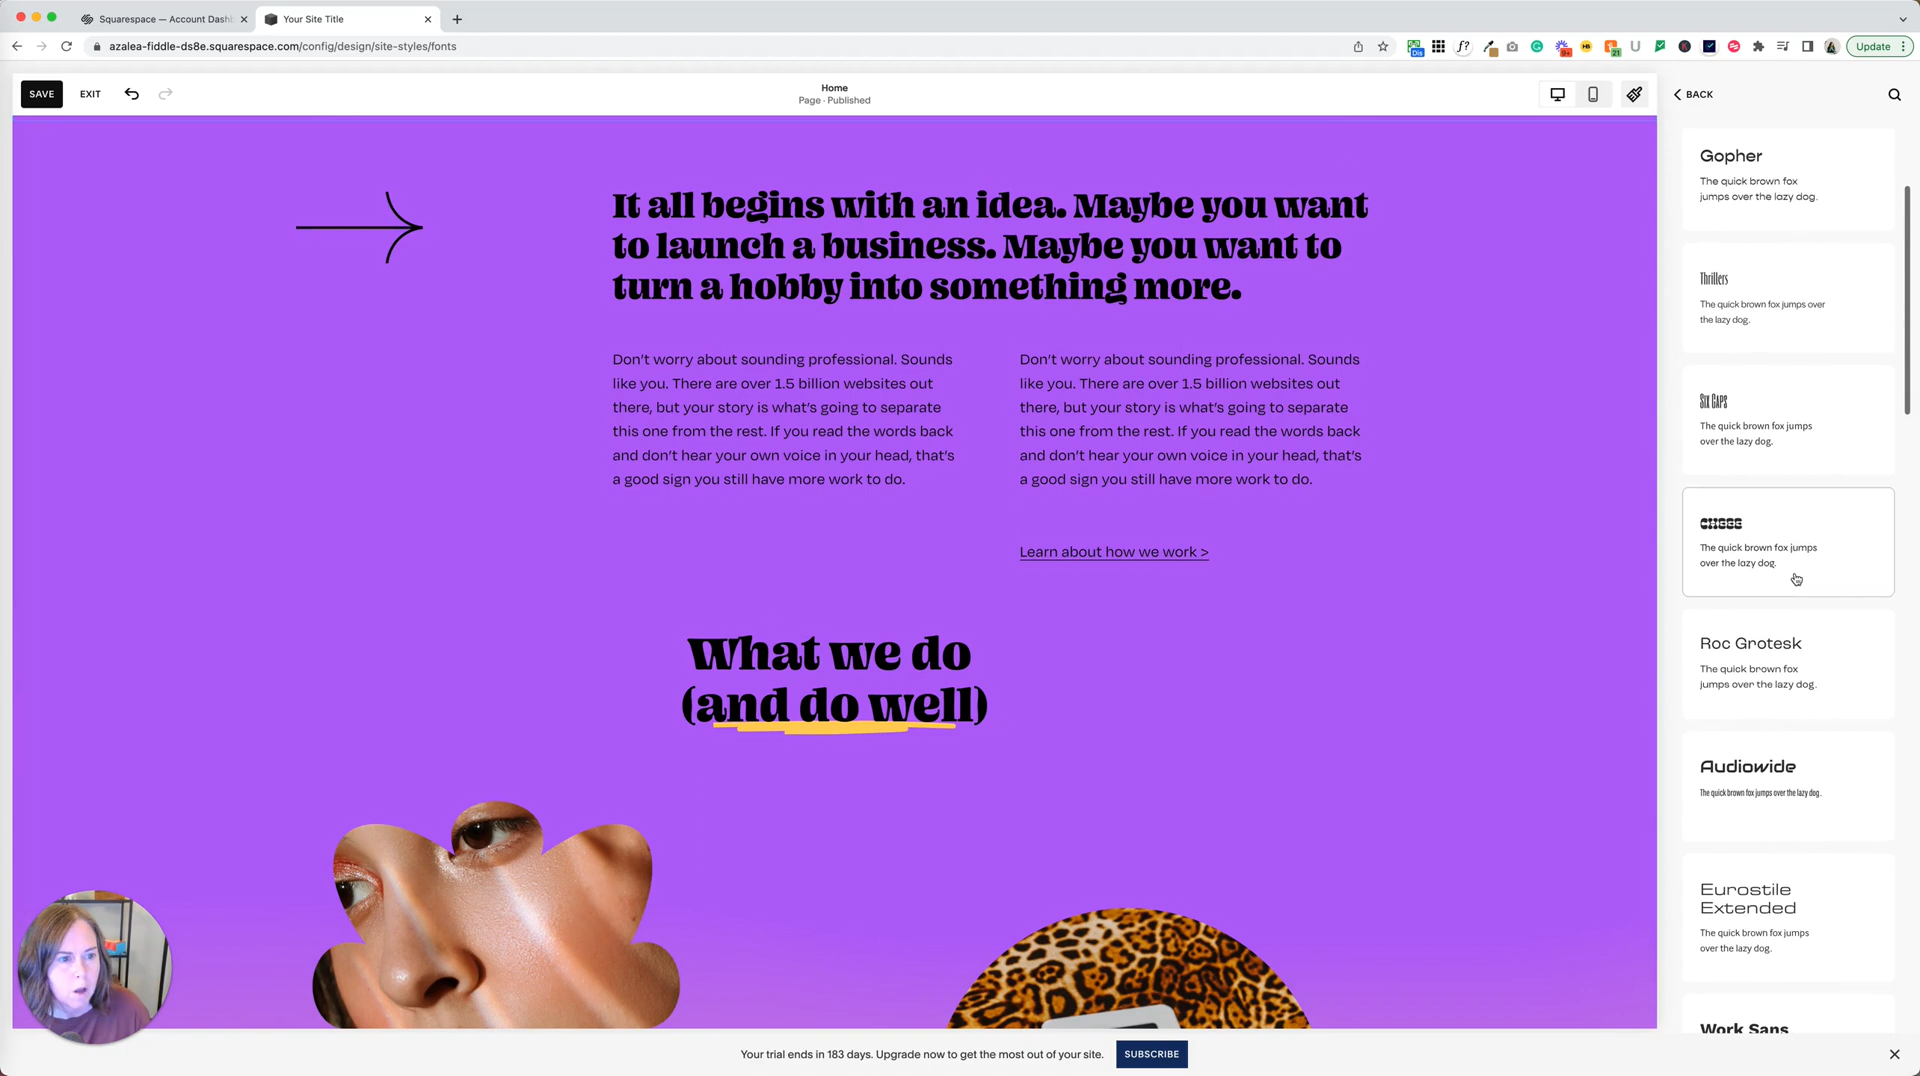 Squarespace — Account Dashb
Your Site Title
azalea-fiddle-ds8e.squarespace.com/config/design/site-styles/fonts
Update
SAVE
EXIT
Home
Page · Published
BACK
It all begins with an idea. Maybe you want
to launch a business. Maybe you want to
turn a hobby into something more.
Don't worry about sounding professional. Sounds
like you. There are over 1.5 billion websites out
there, but your story is what's going to separate
this one from the rest. If you read the words back
and don't hear your own voice in your head, that's
a good sign you still have more work to do.
Don't worry about sounding professional. Sounds
like you. There are over 1.5 billion websites out
there, but your story is what's going to separate
this one from the rest. If you read the words back
and don't hear your own voice in your head, that's
a good sign you still have more work to do.
Learn about how we work >
What we do
(and do well)
Gopher
The quick brown fox
jumps over the lazy dog.
Thrillers
The quick brown fox jumps over
the lazy dog.
Six Caps
The quick brown fox jumps
over the lazy dog.
The quick brown fox jumps
over the lazy dog.
Roc Grotesk
The quick brown fox
jumps over the lazy dog.
Audiowide
The quick brown fox jumps over the lazy dog.
Eurostile
Extended
The quick brown fox jumps
over the lazy dog.
Work Sans
Your trial ends in 183 days. Upgrade now to get the most out of your site.
SUBSCRIBE